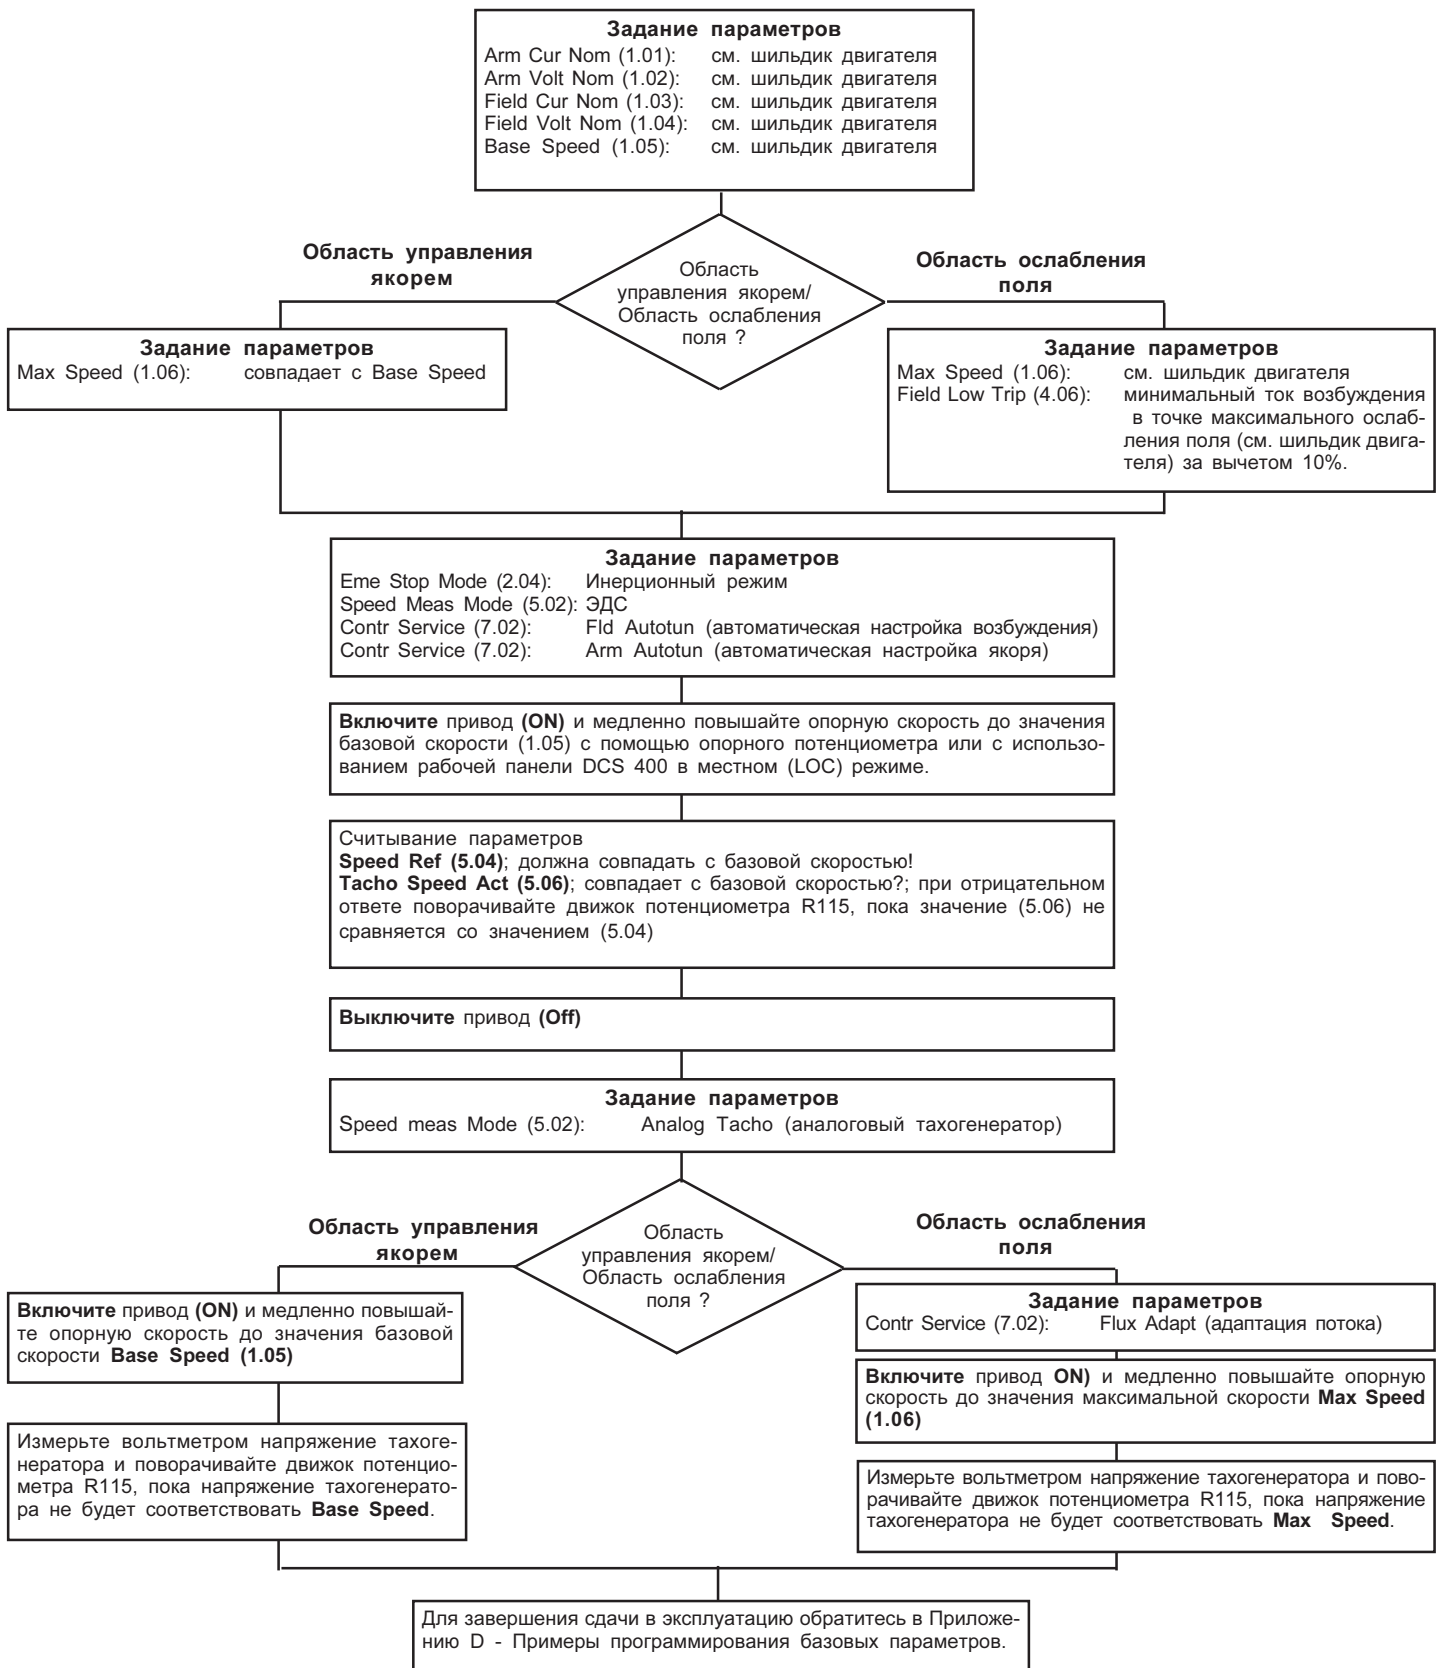 Задание параметров
Arm Cur Nom (1.01): см. шильдик двигателя
Arm Volt Nom (1.02): см. шильдик двигателя
Field Cur Nom (1.03): см. шильдик двигателя
Field Volt Nom (1.04): см. шильдик двигателя
Base Speed (1.05): см. шильдик двигателя
Область управления
якорем
Область
управления якорем/
Область ослабления
поля ?
Область ослабления
поля
Задание параметров
Max Speed (1.06): совпадает с Base Speed
Задание параметров
Max Speed (1.06): см. шильдик двигателя
Field Low Trip (4.06): минимальный ток возбуждения
в точке максимального ослаб-
ления поля (см. шильдик двига-
теля) за вычетом 10%.
Задание параметров
Eme Stop Mode (2.04): Инерционный режим
Speed Meas Mode (5.02): ЭДС
Contr Service (7.02): Fld Autotun (автоматическая настройка возбуждения)
Contr Service (7.02): Arm Autotun (автоматическая настройка якоря)
Включите привод (ON) и медленно повышайте опорную скорость до значения
базовой скорости (1.05) с помощью опорного потенциометра или с использо-
ванием рабочей панели DCS 400 в местном (LOC) режиме.
Считывание параметров
Speed Ref (5.04); должна совпадать с базовой скоростью!
Tacho Speed Act (5.06); совпадает с базовой скоростью?; при отрицательном
ответе поворачивайте движок потенциометра R115, пока значение (5.06) не
сравняется со значением (5.04)
Выключите привод (Off)
Задание параметров
Speed meas Mode (5.02): Analog Tacho (аналоговый тахогенератор)
Область управления
якорем
Область
управления якорем/
Область ослабления
поля ?
Область ослабления
поля
Включите привод (ON) и медленно повышай-
те опорную скорость до значения базовой
скорости Base Speed (1.05)
Измерьте вольтметром напряжение тахоге-
нератора и поворачивайте движок потенцио-
метра R115, пока напряжение тахогенерато-
ра не будет соответствовать Base Speed.
Задание параметров
Contr Service (7.02): Flux Adapt (адаптация потока)
Включите привод ON) и медленно повышайте опорную
скорость до значения максимальной скорости Max Speed
(1.06)
Измерьте вольтметром напряжение тахогенератора и пово-
рачивайте движок потенциометра R115, пока напряжение
тахогенератора не будет соответствовать Max Speed.
Для завершения сдачи в эксплуатацию обратитесь в Приложе-
нию D - Примеры программирования базовых параметров.